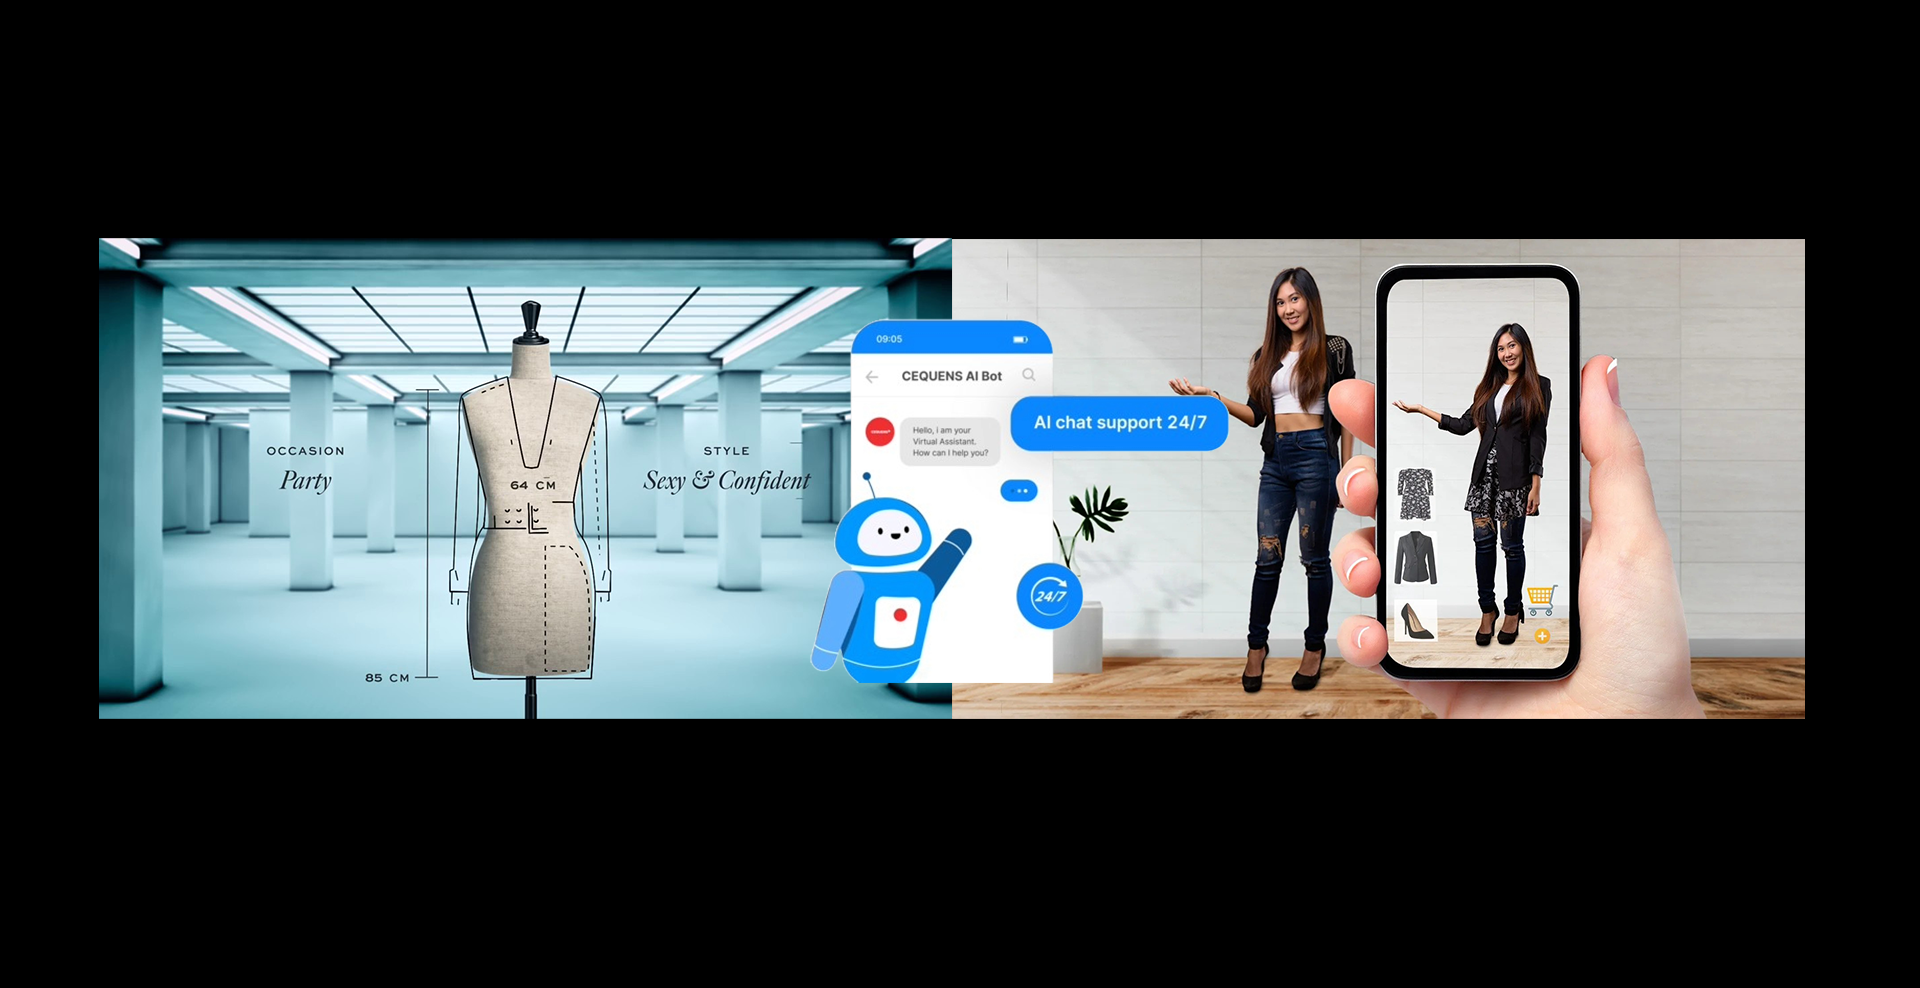 OCCASION
Party
64 CM
85 CM
STYLE
Sexy & Confident
09:05
CEQUENS AI Bot
Hello, i am your
Virtual Assistant.
How can I help you?
AI chat support 24/7
24/7